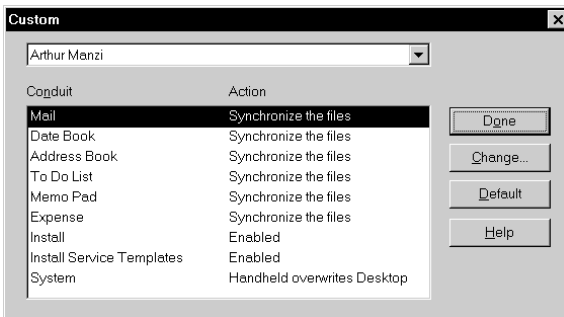 Custom
Arthur Manzi
Conduit Action
Mail Synchronize the files
Date Book Synchronize the files
Address Book Synchronize the files
To Do List Synchronize the files
Memo Pad Synchronize the files
Expense Synchronize the files
Install Enabled
Install Service Templates Enabled
System Handheld overwrites Desktop
Done
Change...
Default
Help